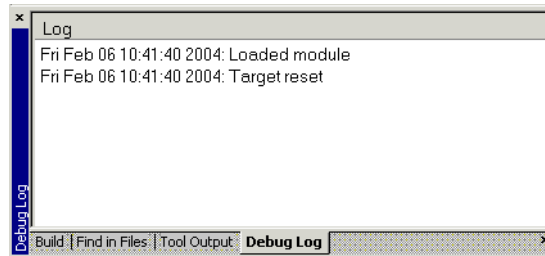 Log
Fri Feb 06 10:41:40 2004: Loaded module
Fri Feb 06 10:41:40 2004: Target reset
Debug Log
Build Find in Files Tool Output Debug Log